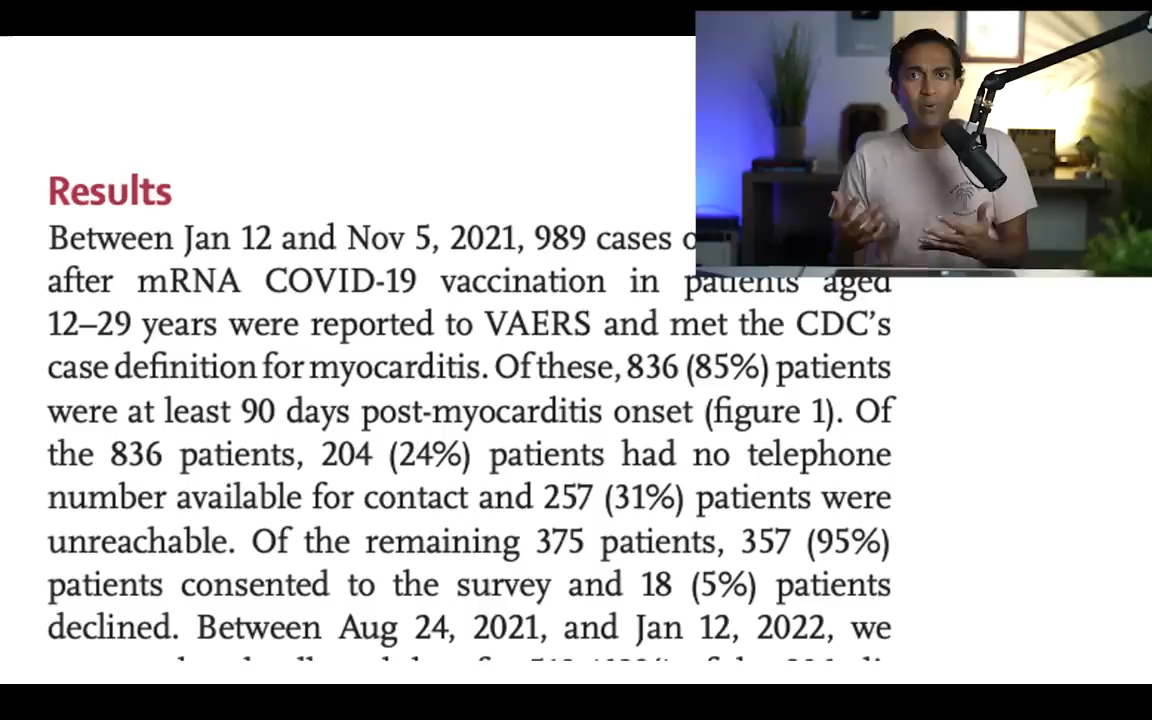 Results
Between Jan 12 and Nov 5, 2021, 989 cases
after mRNA COVID-19 vaccination in patients aged
12–29 years were reported to VAERS and met the CDC's
case definition for myocarditis. Of these, 836 (85%) patients
were at least 90 days post-myocarditis onset (figure 1). Of
the 836 patients, 204 (24%) patients had no telephone
number available for contact and 257 (31%) patients were
unreachable. Of the remaining 375 patients, 357 (95%)
patients consented to the survey and 18 (5%) patients
declined. Between Aug 24, 2021, and Jan 12, 2022, we